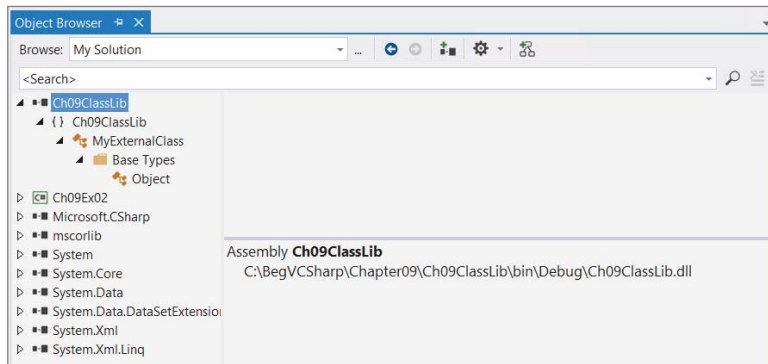 Object Browser
Browse: My Solution
...
<Search>
Ch09ClassLib
{ } Ch09ClassLib
MyExternalClass
Base Types
Object
C# Ch09Ex02
Microsoft.CSharp
mscorlib
System
System.Core
System.Data
System.Data.DataSetExtension
System.Xml
System.Xml.Linq
Assembly Ch09ClassLib
C:\BegVCSharp\Chapter09\Ch09ClassLib\bin\Debug\Ch09ClassLib.dll